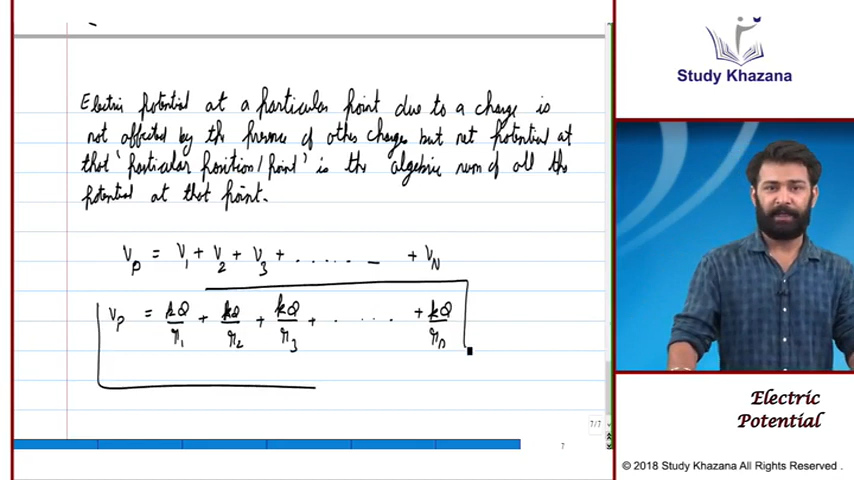 Electric potential at a particular point due to a charge is
not affected by the presence of other charges but net potential at
that 'particular position/point' is the algebraic sum of all the
potential at that point.
Vp = V1 + V2 + V3 + ...... _ + VN
Vp = kQ/r1 + kQ/r2 + kQ/r3 + .... + kQ/rn
7/7
7
Study Khazana
Electric
Potential
© 2018 Study Khazana All Rights Reserved .